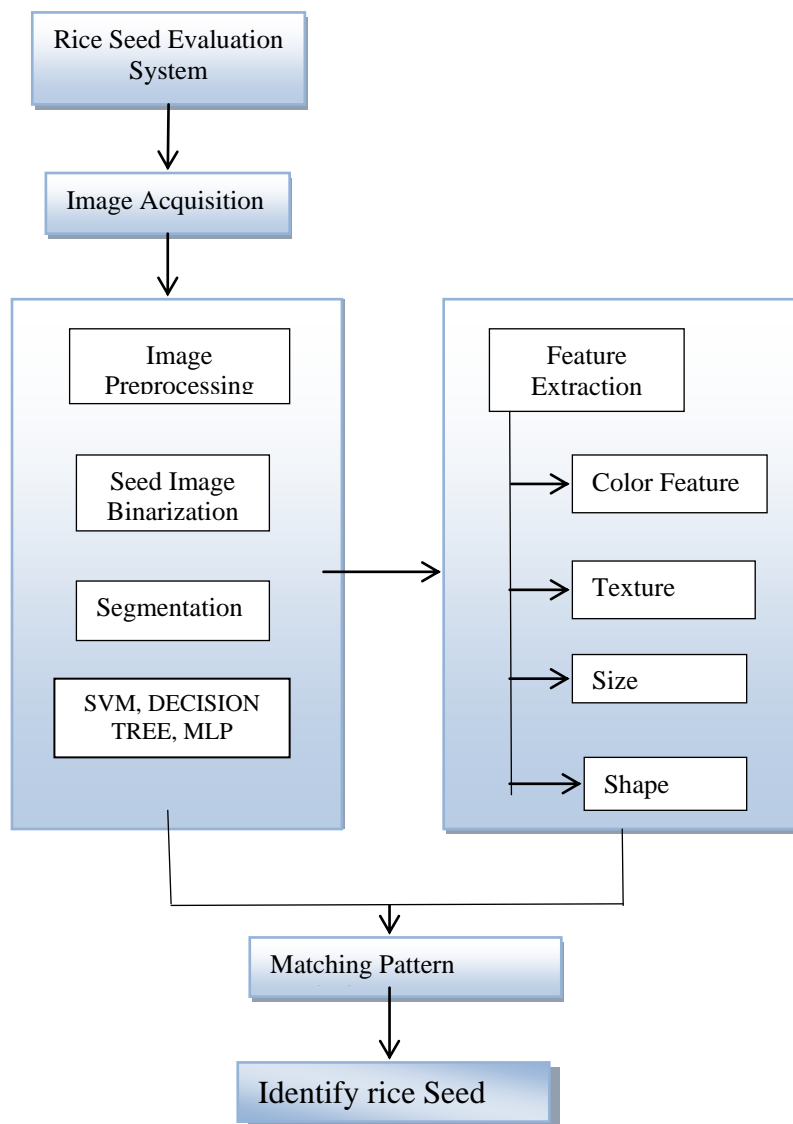 Rice Seed Evaluation
System
Image Acquisition
Image
Preprocessing
Seed Image
Binarization
Segmentation
SVM, DECISION
TREE, MLP
Feature
Extraction
Color Feature
Texture
Size
Shape
Matching Pattern
Identify rice Seed